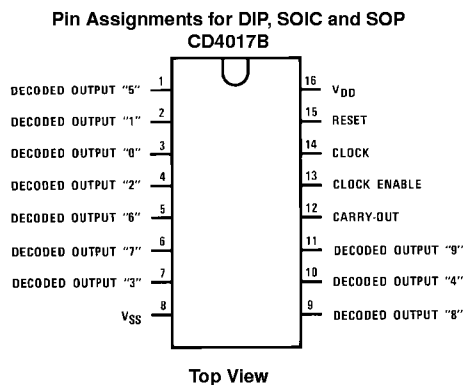 Pin Assignments for DIP, SOIC and SOP
CD4017B
DECODED OUTPUT "5" 1
DECODED OUTPUT "1" 2
DECODED OUTPUT "0" 3
DECODED OUTPUT "2" 4
DECODED OUTPUT "6" 5
DECODED OUTPUT "7" 6
DECODED OUTPUT "3" 7
VSS 8
16 VDD
15 RESET
14 CLOCK
13 CLOCK ENABLE
12 CARRY-OUT
11 DECODED OUTPUT "9"
10 DECODED OUTPUT "4"
9 DECODED OUTPUT "8"
Top View